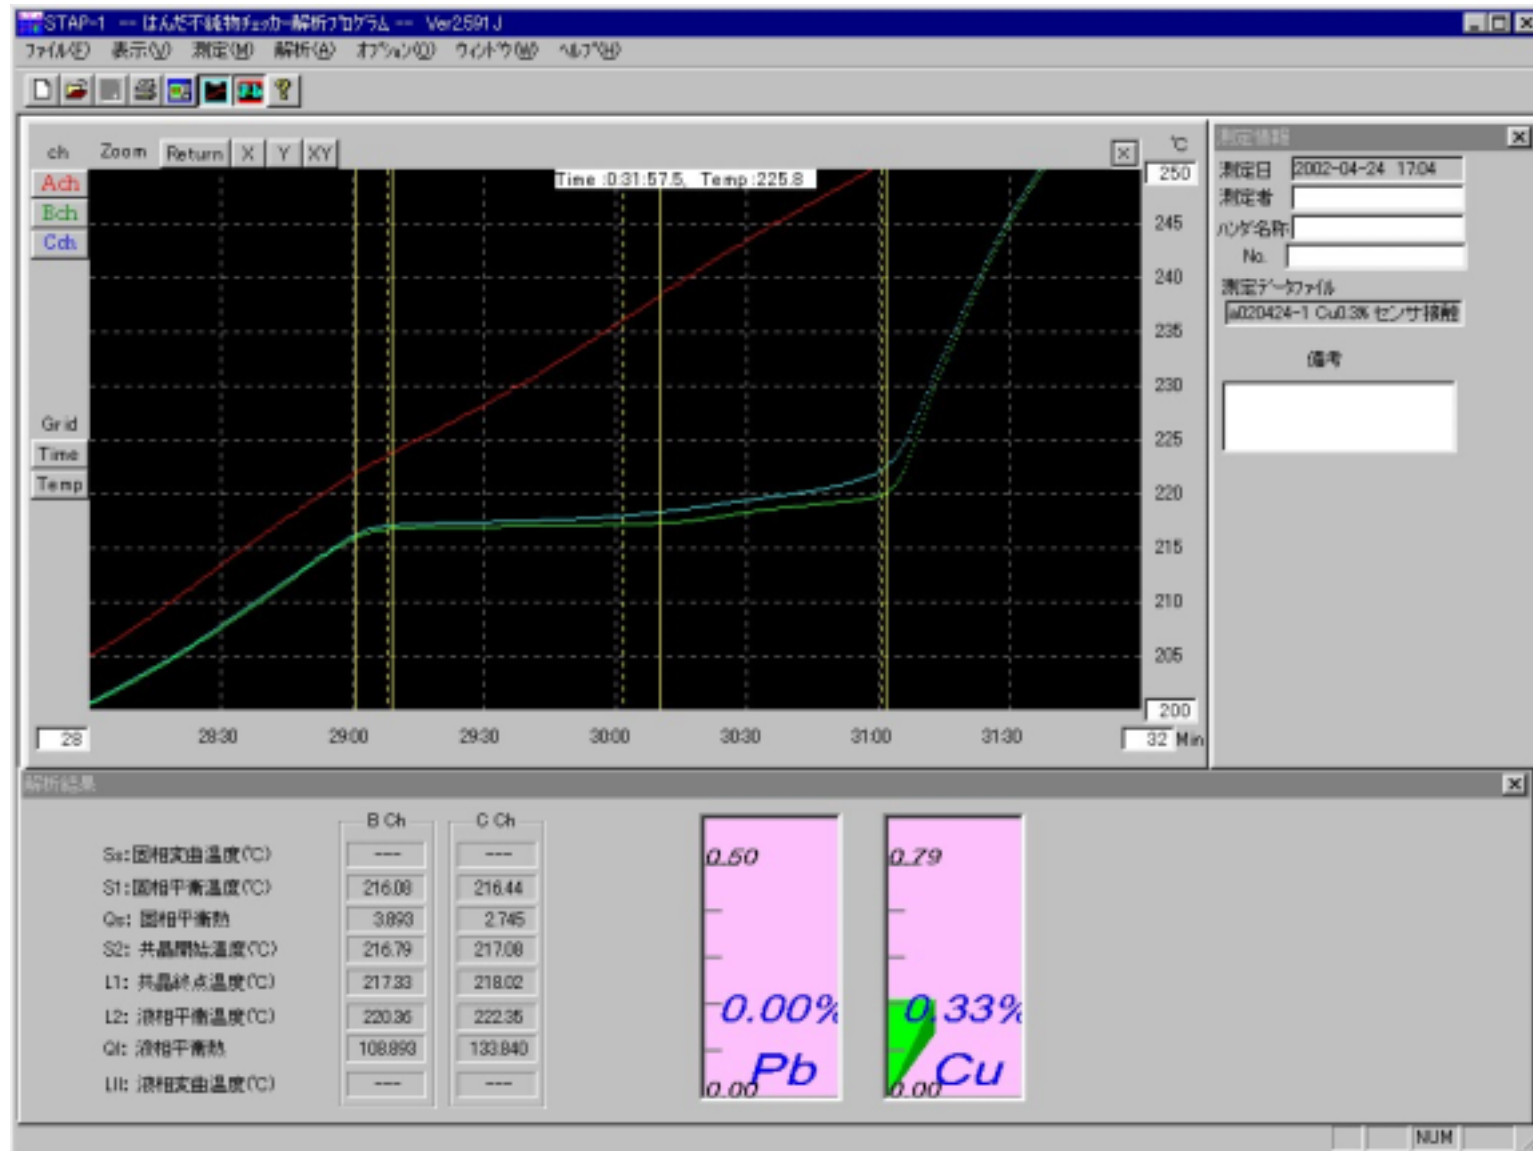 STAP-1 -- はんだ不純物チェッカー解析プログラム -- Ver2.591J
ファイル(F) 表示(V) 測定(M) 解析(A) オプション(O) ウィンドウ(W) ヘルプ(H)
ch Zoom Return X Y XY ℃
Ach
Bch
Cch
Time :0:31:57.5, Temp:225.8
250
245
240
235
230
225
220
215
210
205
200
Grid
Time
Temp
28 28:30 29:00 29:30 30:00 30:30 31:00 31:30 32 Min
測定情報
測定日 2002-04-24 17:04
測定者
ハンダ名称
No.
測定データファイル
a020424-1 Cu0.3% センサ接触
備考
解析結果
B Ch C Ch
Ss:固相変曲温度(℃) --- ---
S1:固相平衡温度(℃) 216.08 216.44
Qs: 固相平衡熱 3.893 2.745
S2: 共晶開始温度(℃) 216.79 217.08
L1: 共晶終点温度(℃) 217.33 218.02
L2: 液相平衡温度(℃) 220.36 222.35
Ql: 液相平衡熱 108.893 133.840
Lll: 液相変曲温度(℃) --- ---
0.50
0.00%
Pb
0.00
0.79
0.33%
Cu
0.00
NUM